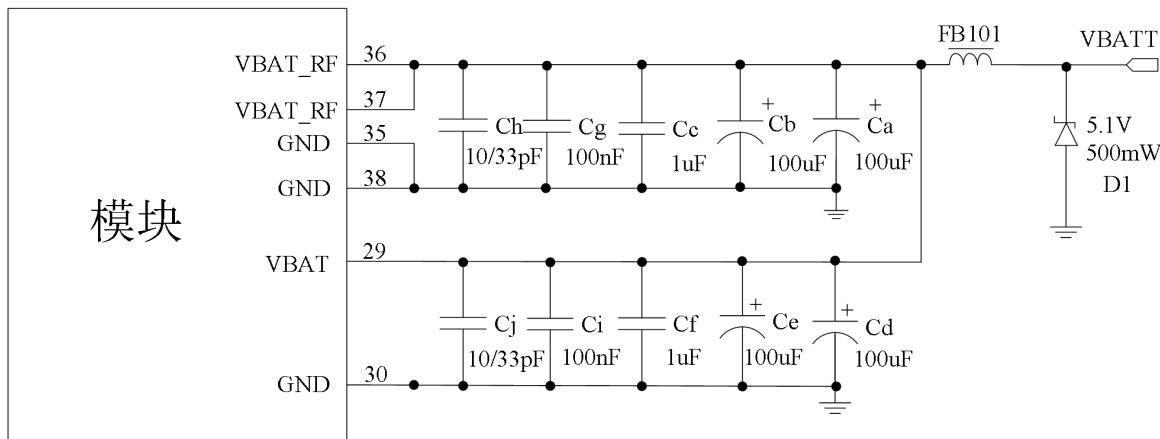 FB101
VBATT
VBAT_RF
36
VBAT_RF
37
GND
35
GND
38
模块
VBAT
29
GND
30
Ch
10/33pF
Cg
100nF
Cc
1uF
+
Cb
100uF
+
Ca
100uF
5.1V
500mW
D1
Cj
10/33pF
Ci
100nF
Cf
1uF
+
Ce
100uF
+
Cd
100uF